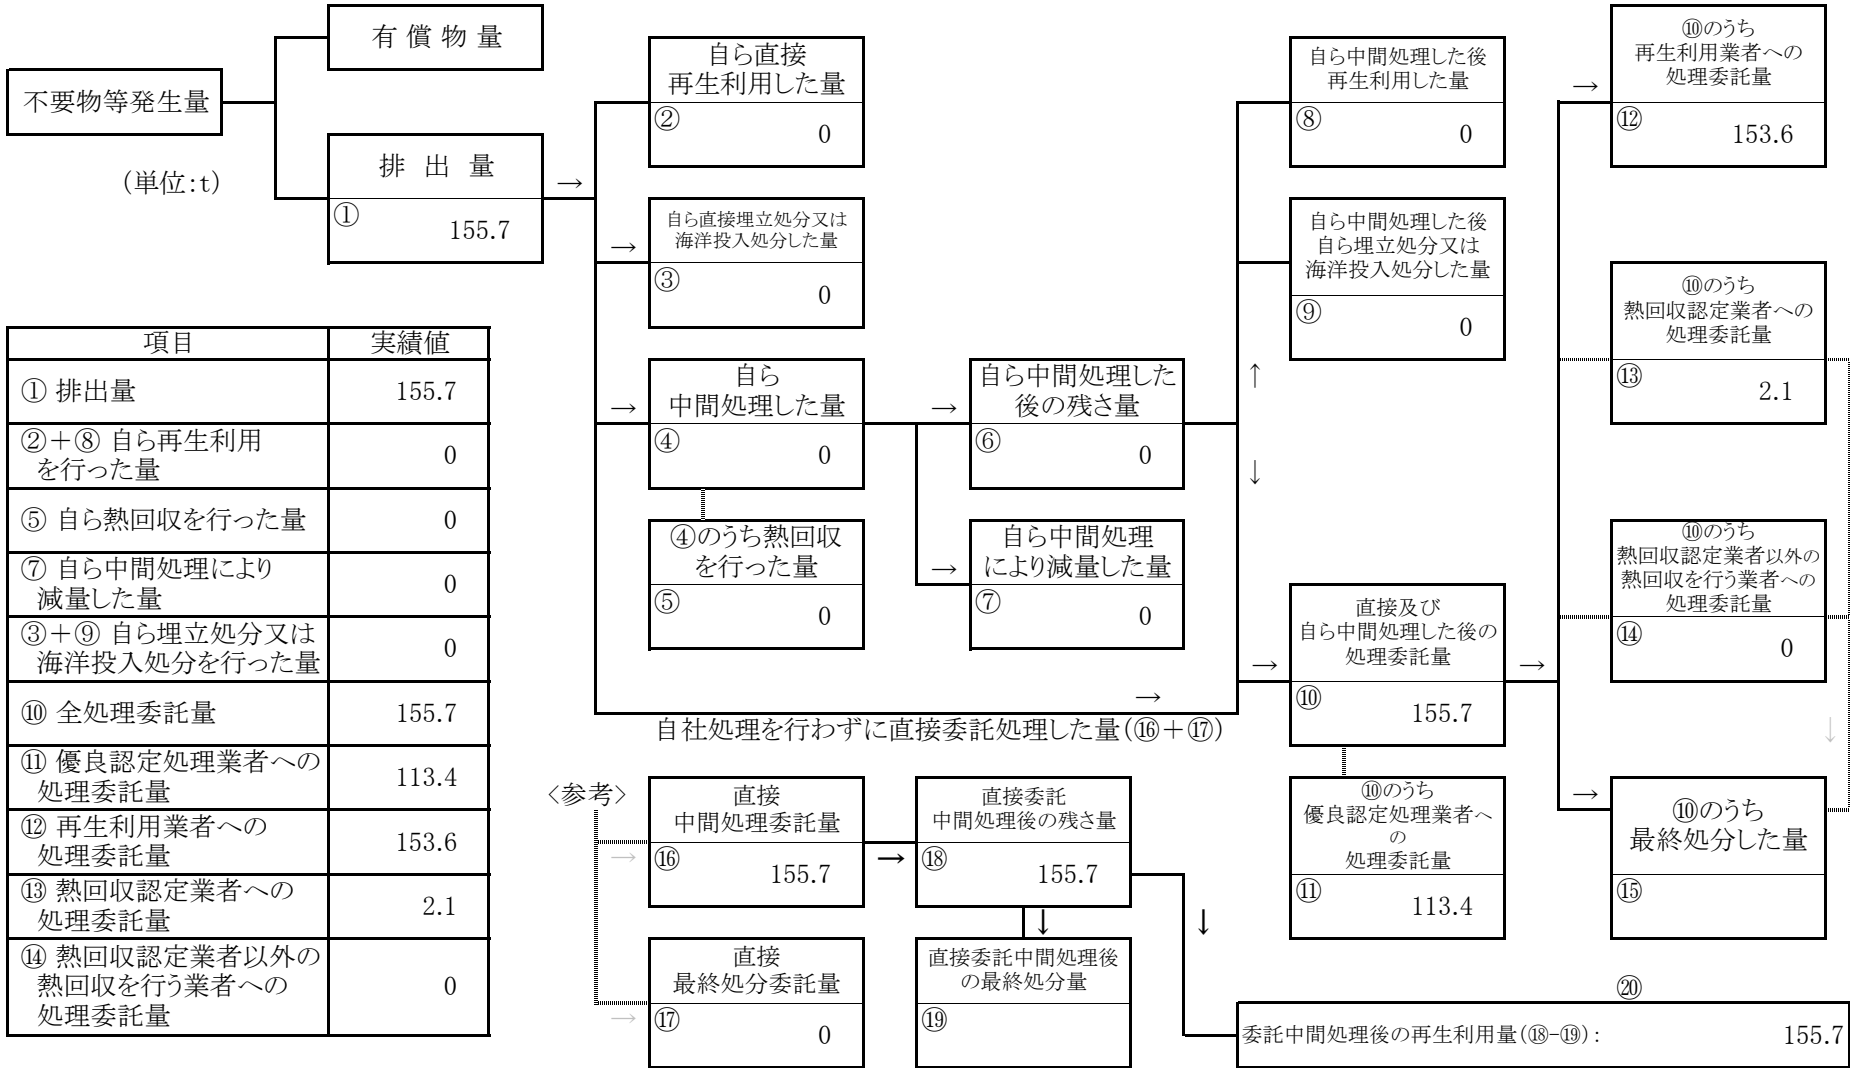 有 償 物 量
不要物等発生量
(単位:t)
排 出 量
→
①
155.7
自ら直接
再生利用した量
②
0
自ら直接埋立処分又は
海洋投入処分した量
→
③
0
自ら
中間処理した量
→
④
0
④のうち熱回収
を行った量
⑤
0
自ら中間処理した
後の残さ量
→
⑥
0
自ら中間処理
により減量した量
→
⑦
0
自ら中間処理した後
再生利用した量
⑧
0
自ら中間処理した後
自ら埋立処分又は
海洋投入処分した量
⑨
0
↑
↓
直接及び
自ら中間処理した後の
処理委託量
→
→
⑩
155.7
→
自社処理を行わずに直接委託処理した量(⑯+⑰)
⑩のうち
優良認定処理業者へ
の
処理委託量
⑪
113.4
⑩のうち
再生利用業者への
処理委託量
→
⑫
153.6
⑩のうち
熱回収認定業者への
処理委託量
⑬
2.1
⑩のうち
熱回収認定業者以外の
熱回収を行う業者への
処理委託量
⑭
0
↓
→
⑩のうち
最終処分した量
⑮
項目 実績値
① 排出量 155.7
②+⑧ 自ら再生利用
を行った量 0
⑤ 自ら熱回収を行った量 0
⑦ 自ら中間処理により
減量した量 0
③+⑨ 自ら埋立処分又は
海洋投入処分を行った量 0
⑩ 全処理委託量 155.7
⑪ 優良認定処理業者への
処理委託量 113.4
⑫ 再生利用業者への
処理委託量 153.6
⑬ 熱回収認定業者への
処理委託量 2.1
⑭ 熱回収認定業者以外の
熱回収を行う業者への
処理委託量 0
<参考>
直接
中間処理委託量
→
⑯
155.7
直接委託
中間処理後の残さ量
→
⑱
155.7
↓
↓
直接
最終処分委託量
→
⑰
0
直接委託中間処理後
の最終処分量
⑲
⑳
委託中間処理後の再生利用量(⑱-⑲): 155.7